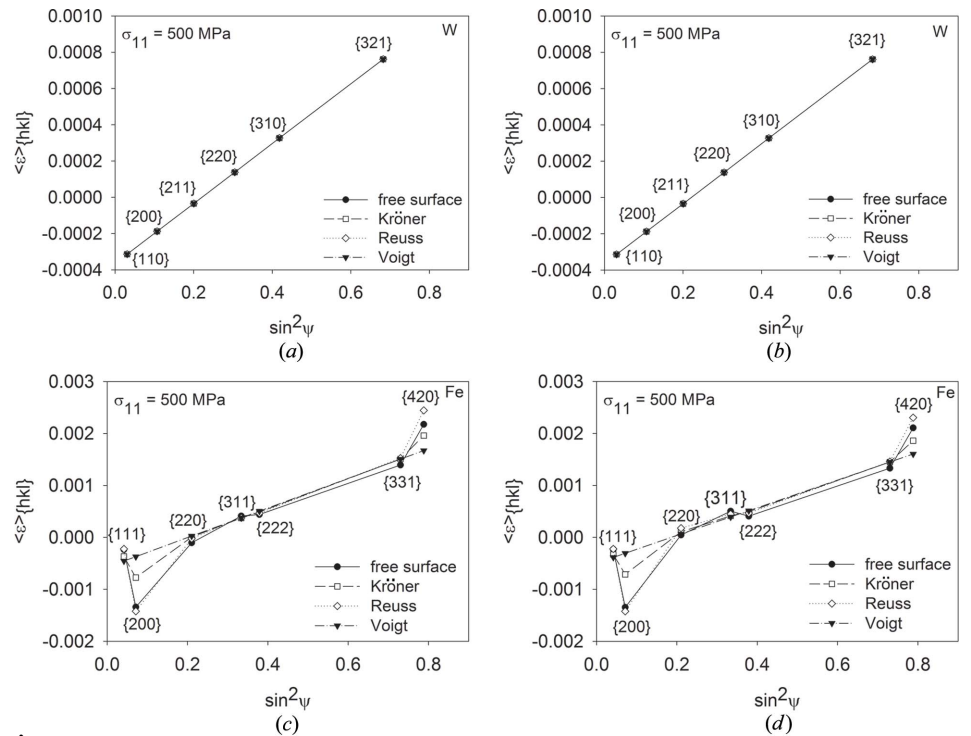 0.0010
0.0008
0.0006
0.0004
0.0002
0.0000
-0.0002
-0.0004
<ε>{hkl}
σ11 = 500 MPa
W
{321}
{310}
{220}
{211}
{200}
{110}
free surface
Kröner
Reuss
Voigt
0.0 0.2 0.4 0.6 0.8
sin²ψ
(a)
0.0010
0.0008
0.0006
0.0004
0.0002
0.0000
-0.0002
-0.0004
<ε>{hkl}
σ11 = 500 MPa
W
{321}
{310}
{220}
{211}
{200}
{110}
free surface
Kröner
Reuss
Voigt
0.0 0.2 0.4 0.6 0.8
sin²ψ
(b)
0.003
0.002
0.001
0.000
-0.001
-0.002
<ε>{hkl}
σ11 = 500 MPa
Fe
{420}
{331}
{311}
{222}
{220}
{111}
{200}
free surface
Kröner
Reuss
Voigt
0.0 0.2 0.4 0.6 0.8
sin²ψ
(c)
0.003
0.002
0.001
0.000
-0.001
-0.002
<ε>{hkl}
σ11 = 500 MPa
Fe
{420}
{331}
{311}
{222}
{220}
{111}
{200}
free surface
Kröner
Reuss
Voigt
0.0 0.2 0.4 0.6 0.8
sin²ψ
(d)